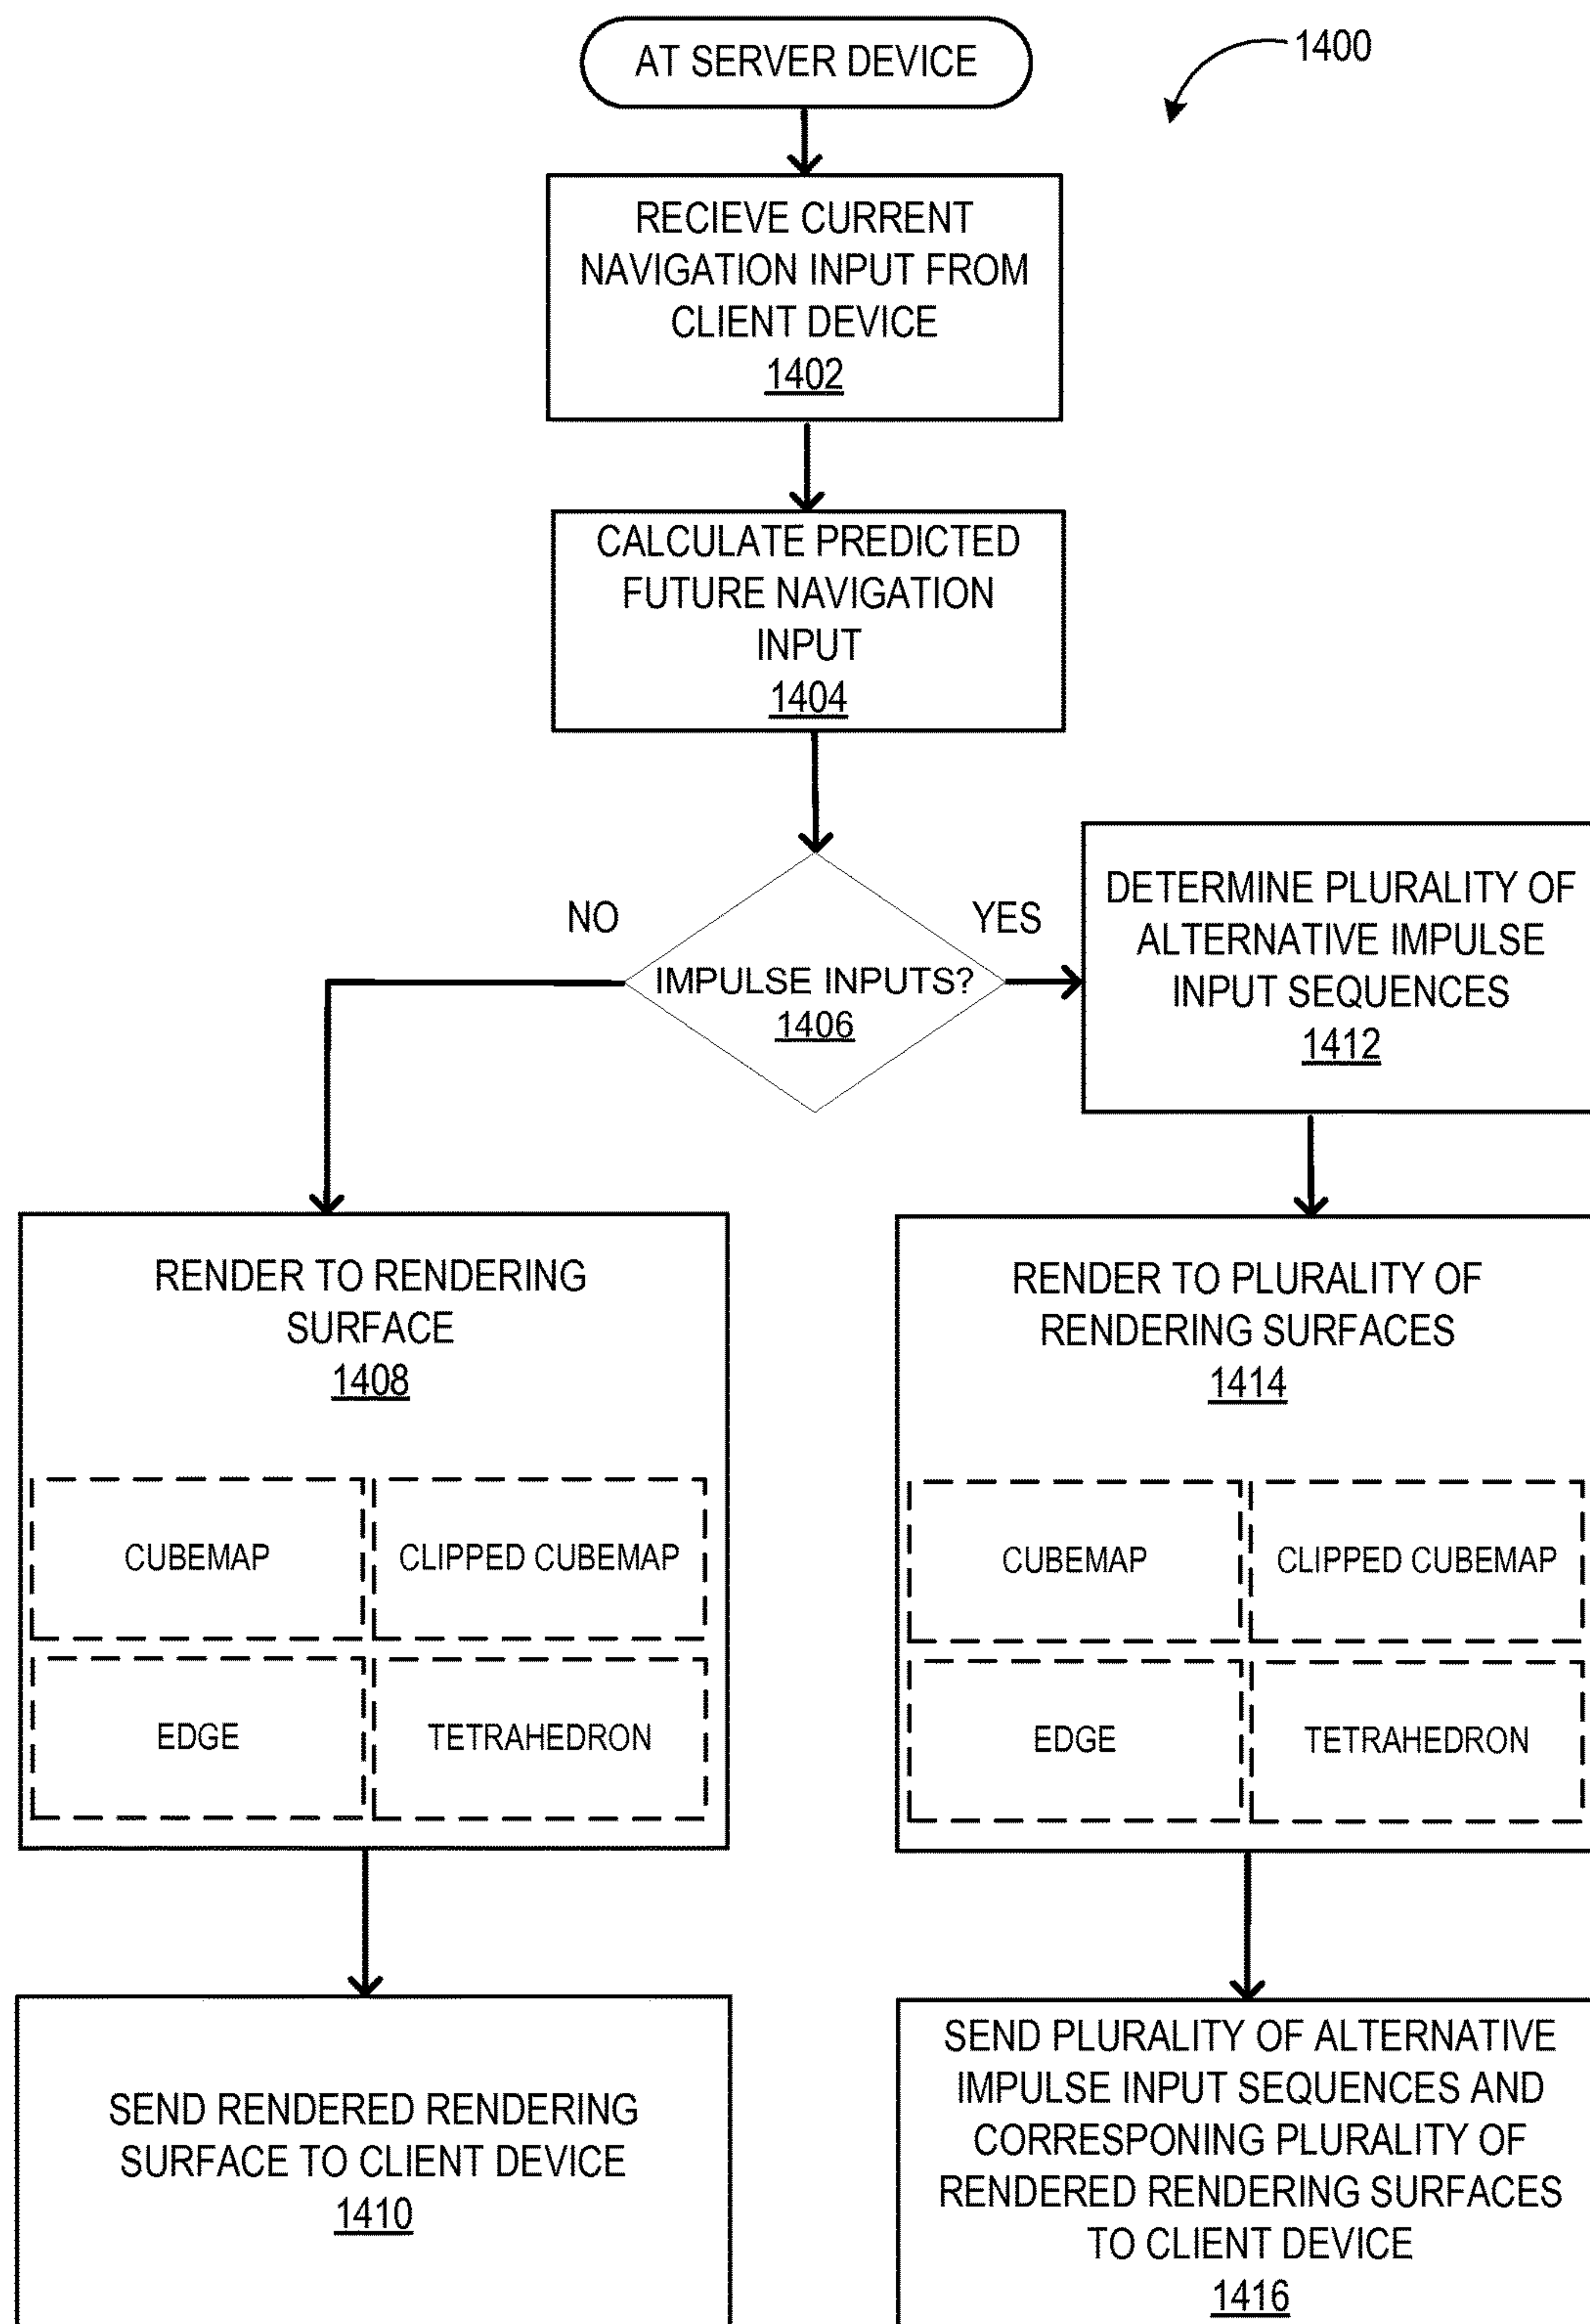 AT SERVER DEVICE
1400
RECIEVE CURRENT
NAVIGATION INPUT FROM
CLIENT DEVICE
1402
CALCULATE PREDICTED
FUTURE NAVIGATION
INPUT
1404
NO
YES
IMPULSE INPUTS?
1406
DETERMINE PLURALITY OF
ALTERNATIVE IMPULSE
INPUT SEQUENCES
1412
RENDER TO RENDERING
SURFACE
1408
CUBEMAP
CLIPPED CUBEMAP
EDGE
TETRAHEDRON
RENDER TO PLURALITY OF
RENDERING SURFACES
1414
CUBEMAP
CLIPPED CUBEMAP
EDGE
TETRAHEDRON
SEND RENDERED RENDERING
SURFACE TO CLIENT DEVICE
1410
SEND PLURALITY OF ALTERNATIVE
IMPULSE INPUT SEQUENCES AND
CORRESPONING PLURALITY OF
RENDERED RENDERING SURFACES
TO CLIENT DEVICE
1416